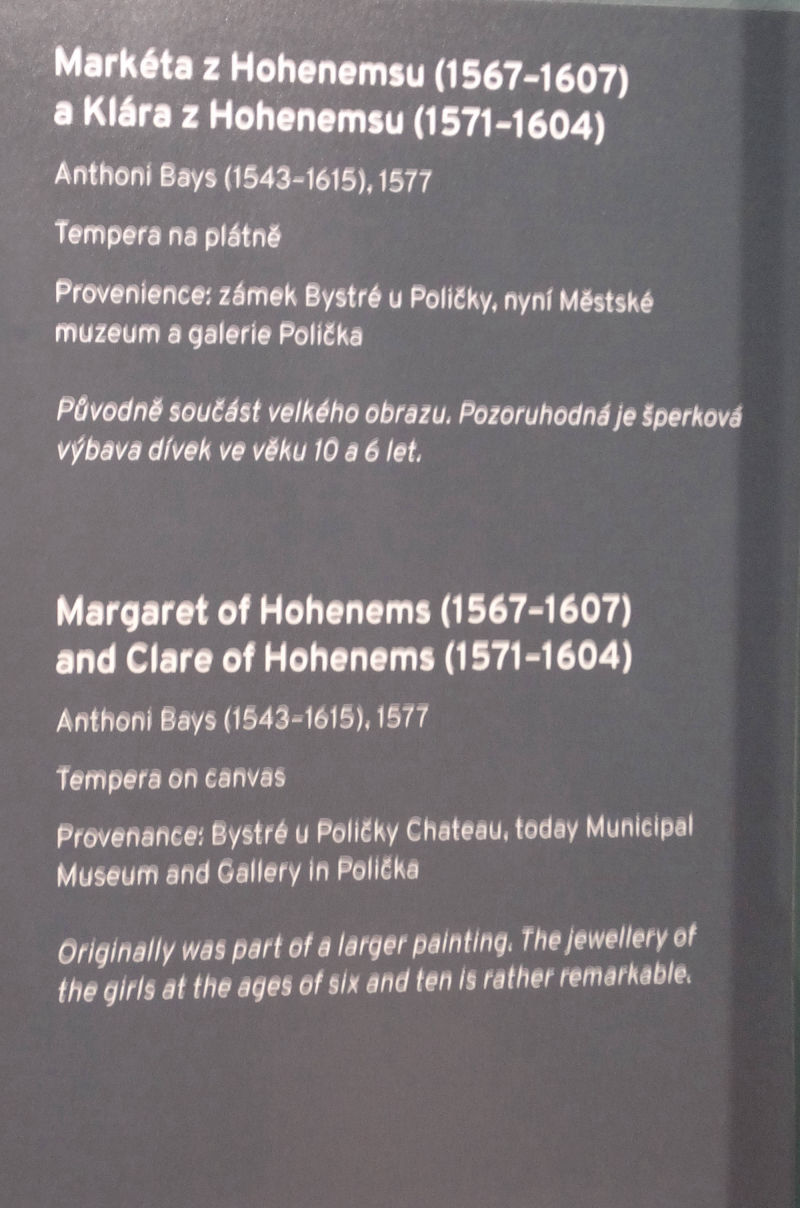 Markéta z Hohenemsu (1567–1607)
a Klára z Hohenemsu (1571–1604)
Anthoni Bays (1543–1615), 1577
Tempera na plátně
Provenience: zámek Bystré u Poličky, nyní Městské
muzeum a galerie Polička
Původně součást velkého obrazu. Pozoruhodná je šperková
výbava dívek ve věku 10 a 6 let.
Margaret of Hohenems (1567–1607)
and Clare of Hohenems (1571–1604)
Anthoni Bays (1543–1615), 1577
Tempera on canvas
Provenance: Bystré u Poličky Chateau, today Municipal
Museum and Gallery in Polička
Originally was part of a larger painting. The jewellery of
the girls at the ages of six and ten is rather remarkable.